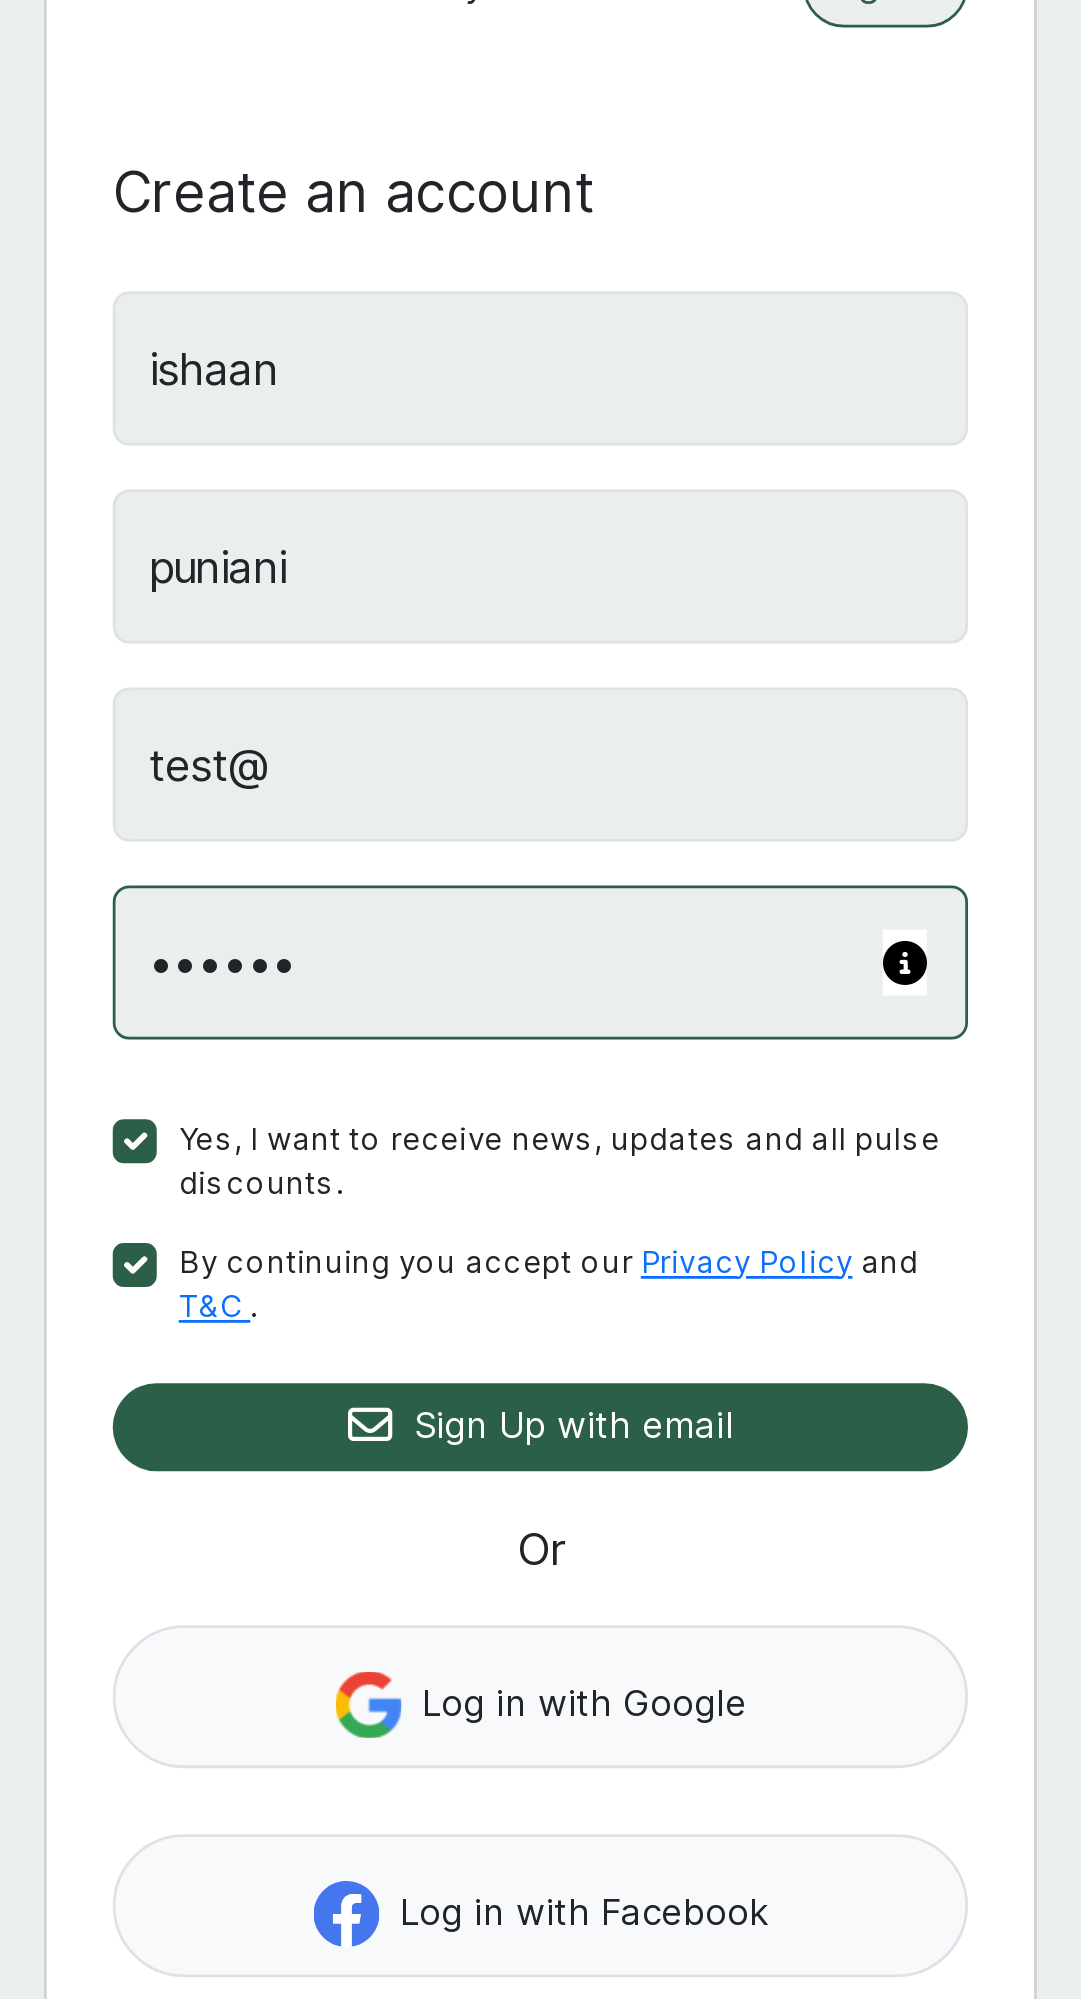 Create an account
ishaan
puniani
test@
••••••
Yes, I want to receive news, updates and all pulse
discounts.
By continuing you accept our Privacy Policy and
T&C .
Sign Up with email
Or
Log in with Google
Log in with Facebook